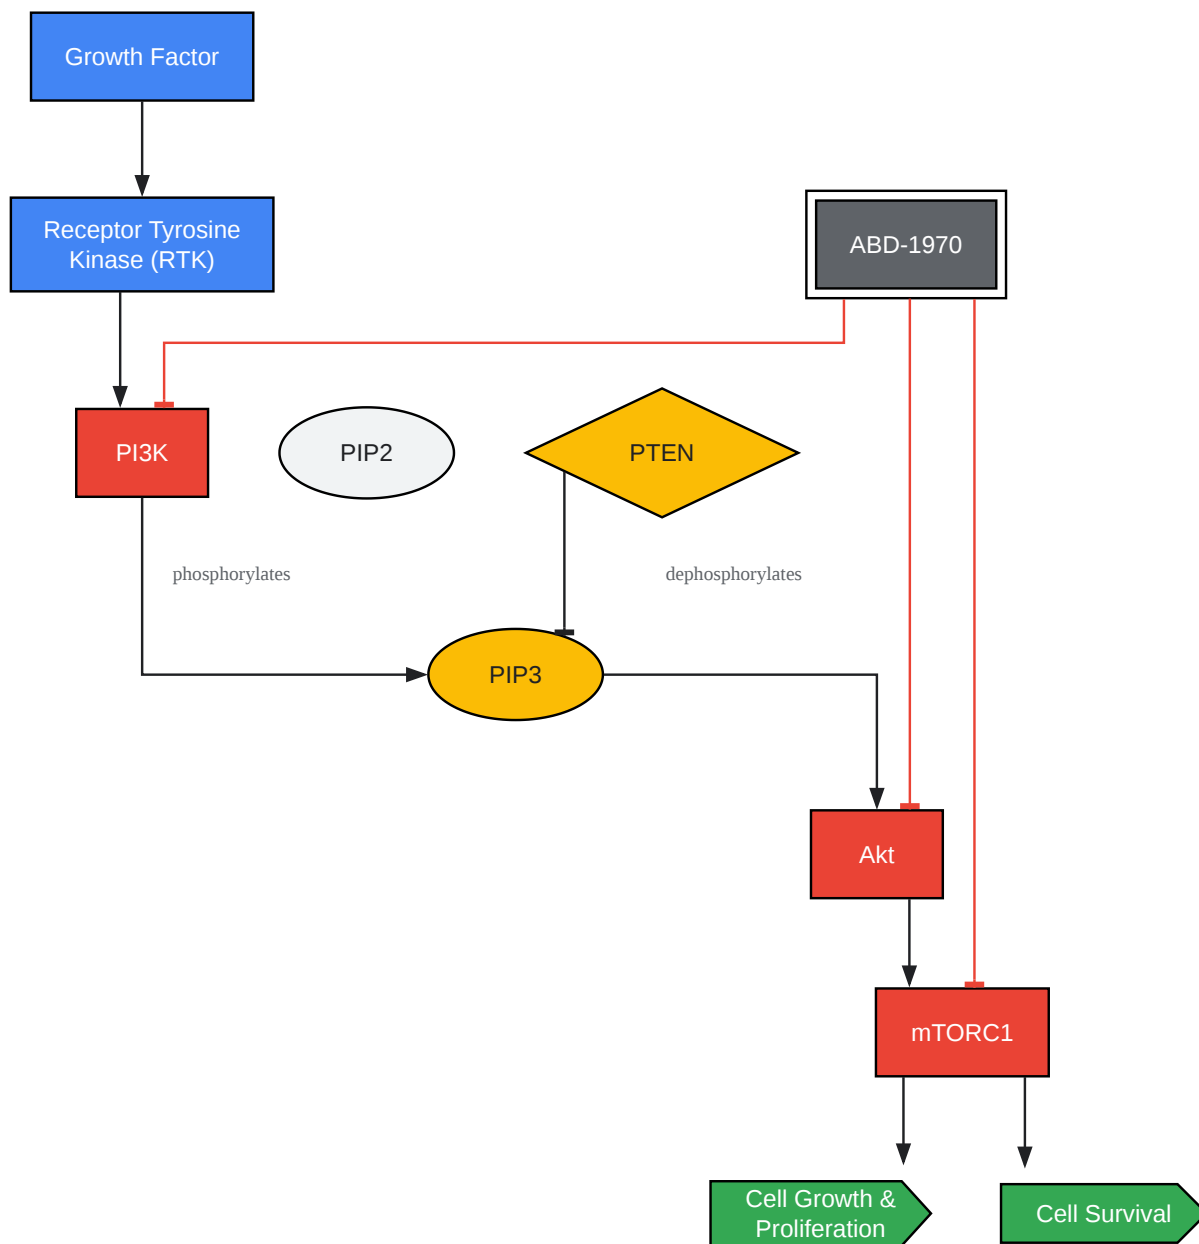 Growth Factor
Receptor Tyrosine
Kinase (RTK)
ABD-1970
PI3K
PIP2
PTEN
phosphorylates
dephosphorylates
PIP3
Akt
mTORC1
Cell Growth &
Proliferation
Cell Survival